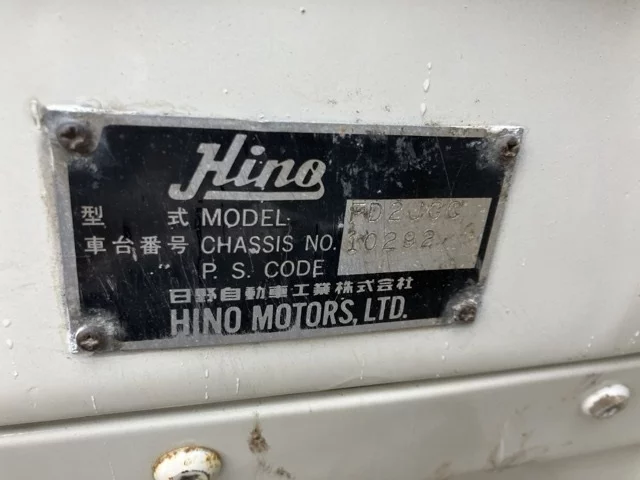 Hino
型 式 MODEL
車台番号 CHASSIS NO. 10282
P. S. CODE
日野自動車工業株式会社
HINO MOTORS, LTD.